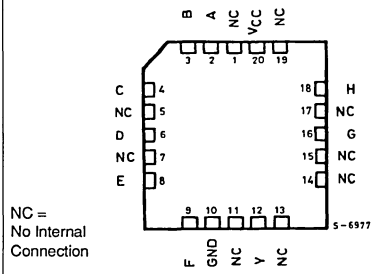 B A NC VCC NC
3 2 1 20 19
C 4 18 H
NC 5 17 NC
D 6 16 G
NC 7 15 NC
E 8 14 NC
9 10 11 12 13
F GND NC Y NC
S-6977
NC =
No Internal
Connection